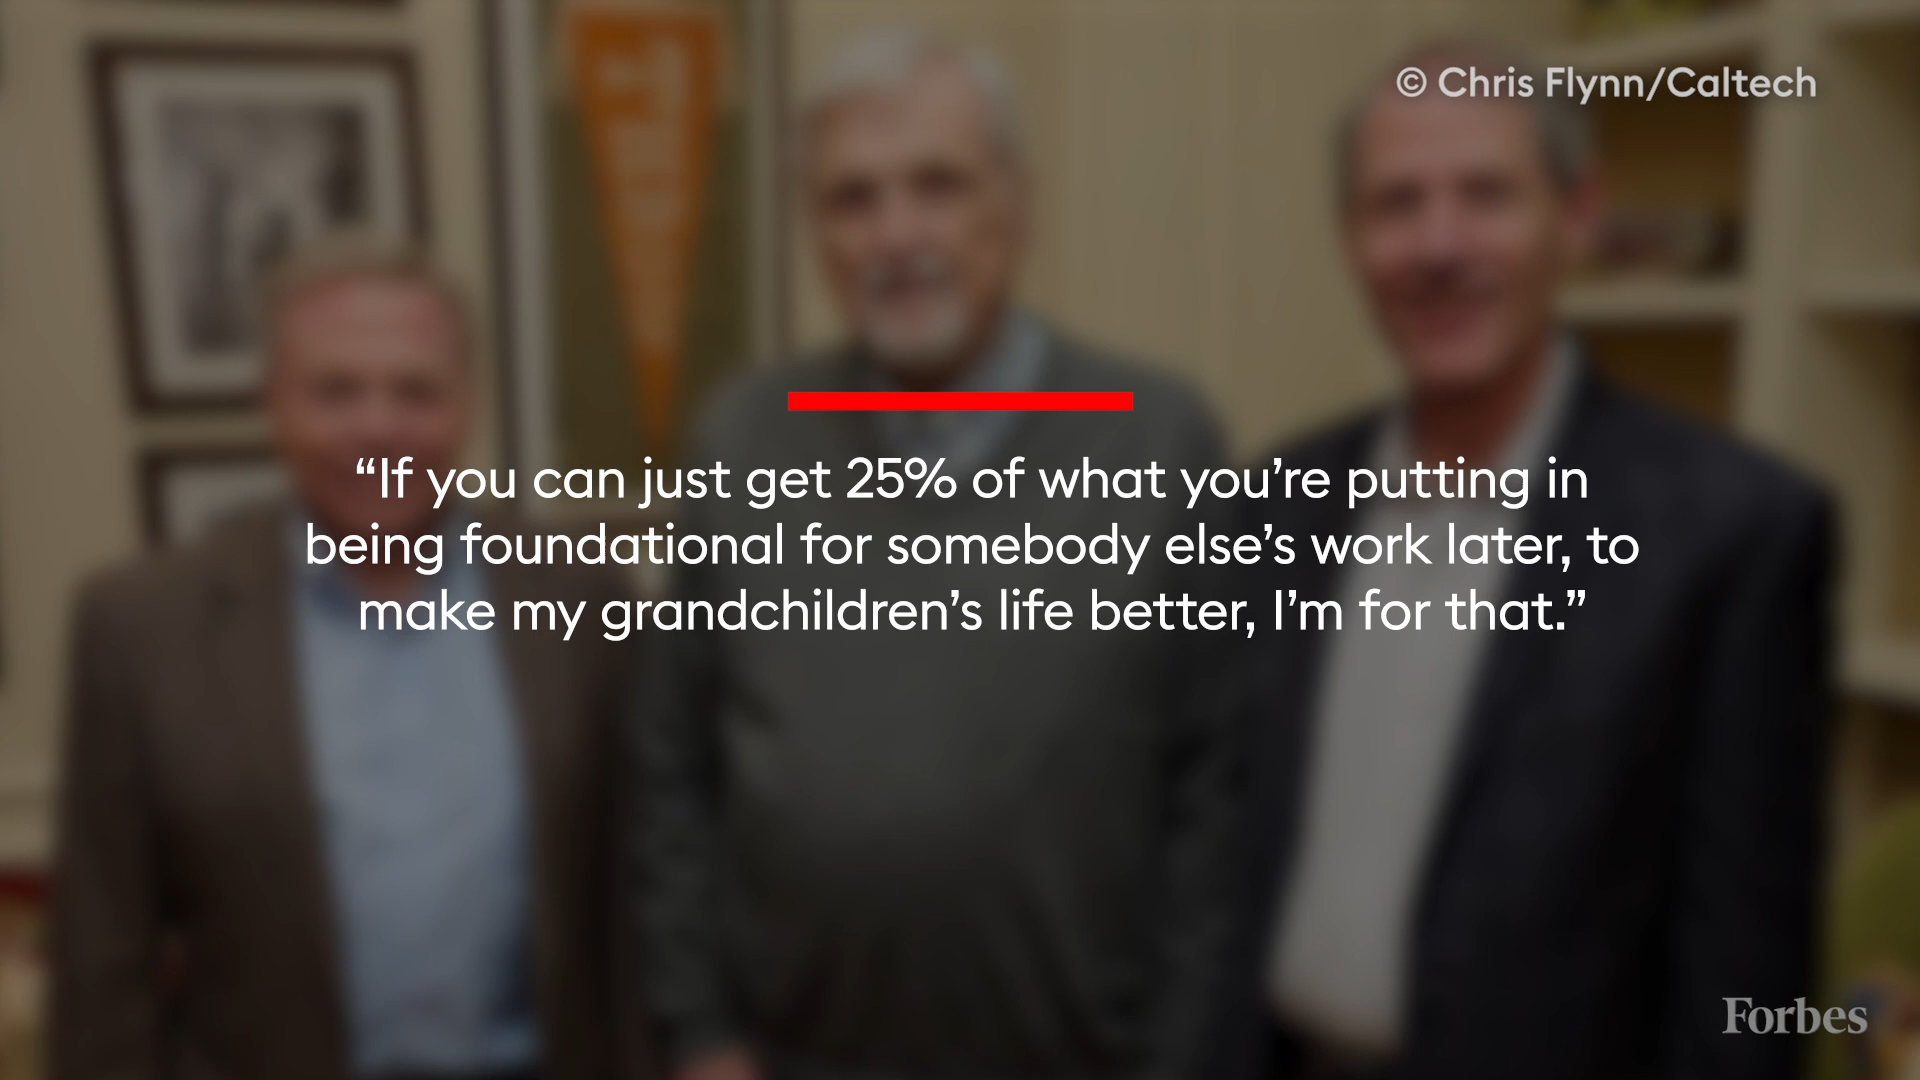 © Chris Flynn/Caltech
“If you can just get 25% of what you’re putting in
being foundational for somebody else’s work later, to
make my grandchildren’s life better, I’m for that.”
Forbes